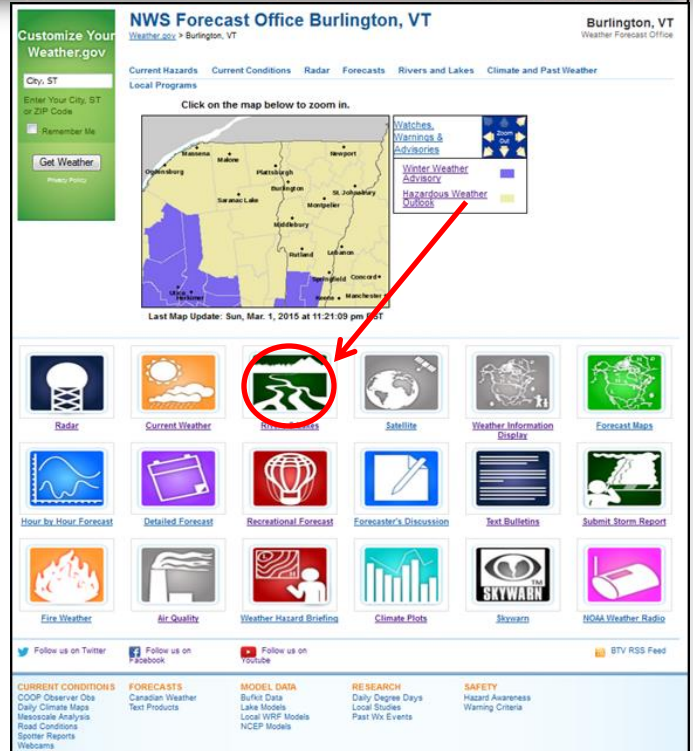 Customize Your
Weather.gov
City, ST
Enter Your City, ST
or ZIP Code
Remember Me
Get Weather
Privacy Policy
NWS Forecast Office Burlington, VT
Weather.gov > Burlington, VT
Burlington, VT
Weather Forecast Office
Current Hazards Current Conditions Radar Forecasts Rivers and Lakes Climate and Past Weather
Local Programs
Click on the map below to zoom in.
Massena
Malone
Newport
Ogdensburg
Plattsburgh
Burlington
St. Johnsbury
Saranac Lake
Montpelier
Middlebury
Rutland
Lebanon
Springfield
Concord
Utica
Herkimer
Keene
Manchester
Watches,
Warnings &
Advisories
Zoom
Out
Winter Weather
Advisory
Hazardous Weather
Outlook
Last Map Update: Sun, Mar. 1, 2015 at 11:21:09 pm EST
Radar
Current Weather
Rivers & Lakes
Satellite
Weather Information
Display
Forecast Maps
Hour by Hour Forecast
Detailed Forecast
Recreational Forecast
Forecaster's Discussion
Text Bulletins
Submit Storm Report
SKYWARN
TM
Fire Weather
Air Quality
Weather Hazard Briefing
Climate Plots
Skywarn
NOAA Weather Radio
Follow us on Twitter
Follow us on
Facebook
Follow us on
Youtube
BTV RSS Feed
CURRENT CONDITIONS
COOP Observer Obs
Daily Climate Maps
Mesoscale Analysis
Road Conditions
Spotter Reports
Webcams
FORECASTS
Canadian Weather
Text Products
MODEL DATA
Bufkit Data
Lake Models
Local WRF Models
NCEP Models
RESEARCH
Daily Degree Days
Local Studies
Past Wx Events
SAFETY
Hazard Awareness
Warning Criteria